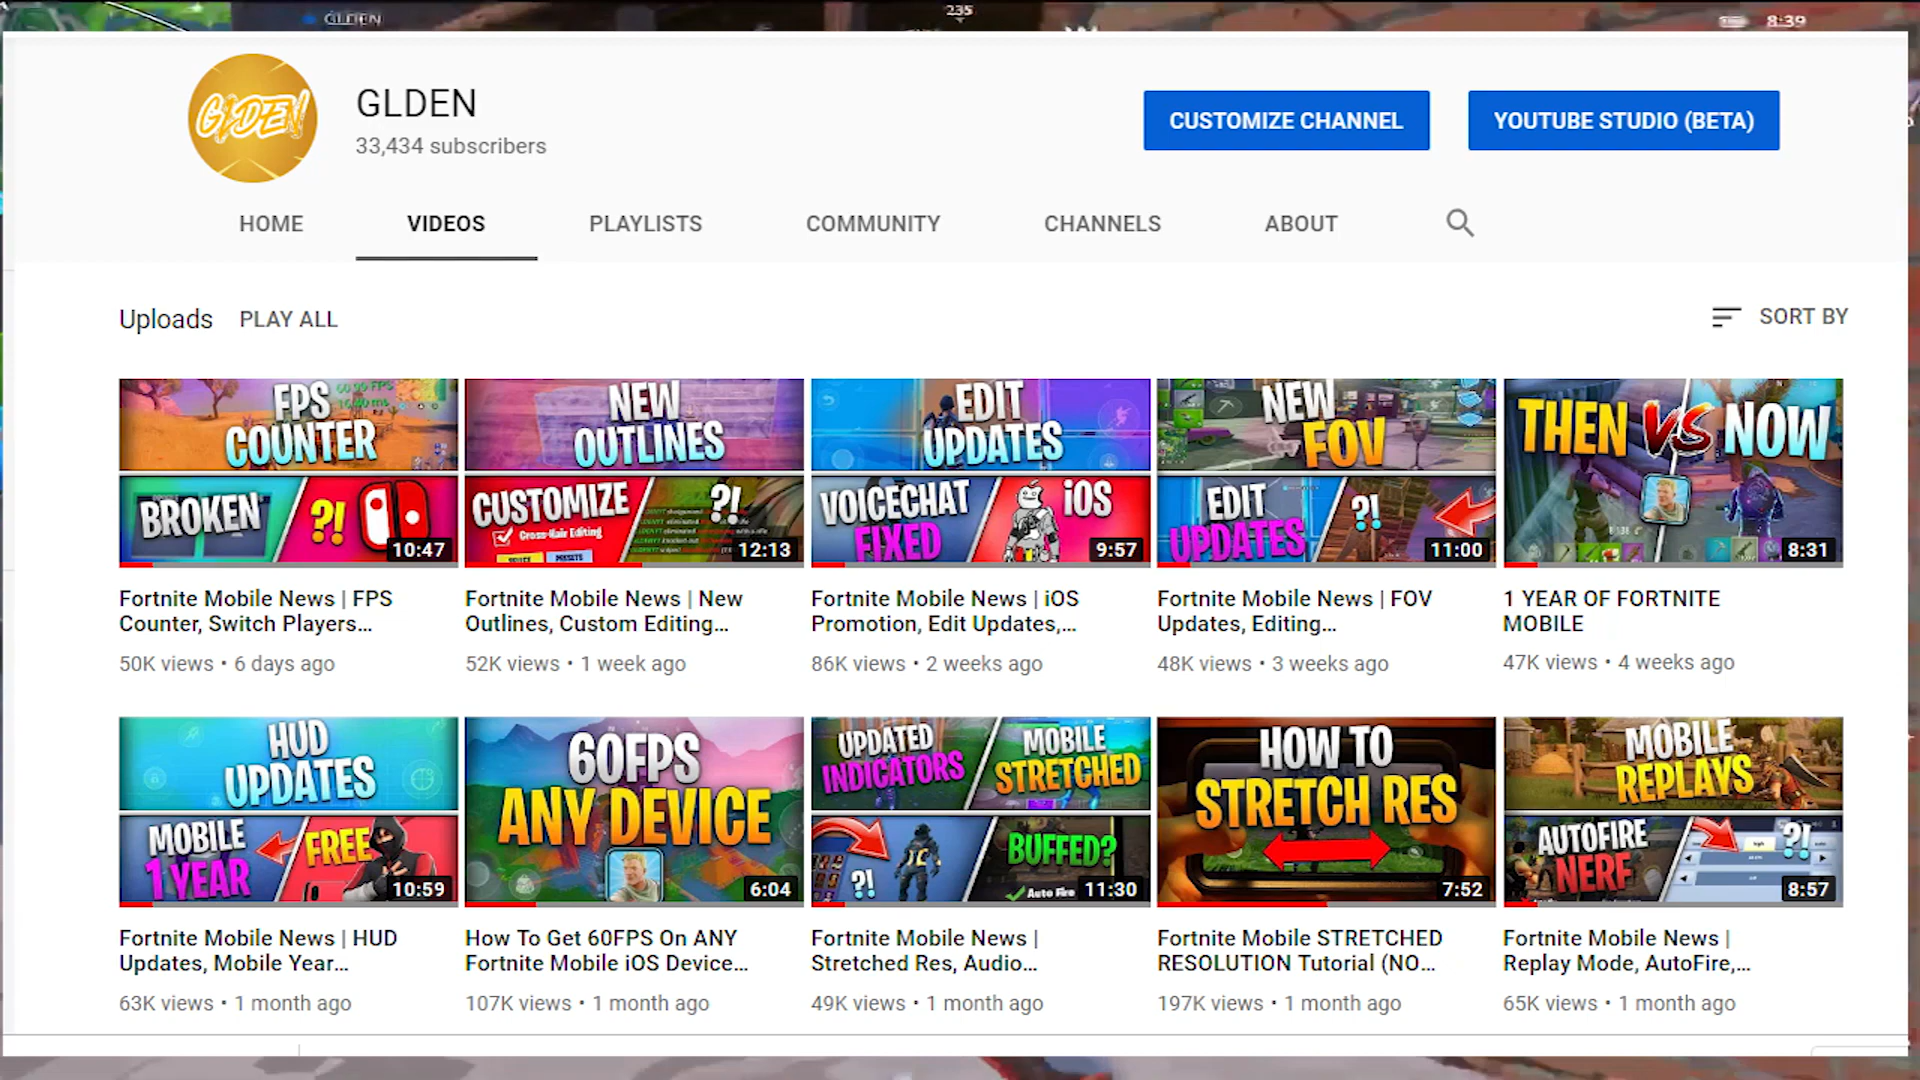 GLDEN
235
8:39
GLDEN
GLDEN
33,434 subscribers
CUSTOMIZE CHANNEL
YOUTUBE STUDIO (BETA)
HOME
VIDEOS
PLAYLISTS
COMMUNITY
CHANNELS
ABOUT
Uploads
PLAY ALL
SORT BY
FPS
COUNTER
BROKEN
?!
10:47
NEW
OUTLINES
CUSTOMIZE
?!
Cross-Hair Editing
12:13
EDIT
UPDATES
VOICECHAT
FIXED
iOS
9:57
NEW
FOV
EDIT
UPDATES
?!
11:00
THEN VS NOW
8:31
Fortnite Mobile News | FPS
Counter, Switch Players...
50K views • 6 days ago
Fortnite Mobile News | New
Outlines, Custom Editing...
52K views • 1 week ago
Fortnite Mobile News | iOS
Promotion, Edit Updates,...
86K views • 2 weeks ago
Fortnite Mobile News | FOV
Updates, Editing...
48K views • 3 weeks ago
1 YEAR OF FORTNITE
MOBILE
47K views • 4 weeks ago
HUD
UPDATES
MOBILE
1 YEAR
FREE
10:59
60FPS
ANY DEVICE
6:04
UPDATED
INDICATORS
MOBILE
STRETCHED
?!
BUFFED?
Auto Fire
11:30
HOW TO
STRETCH RES
7:52
MOBILE
REPLAYS
AUTOFIRE
NERF
?!
8:57
Fortnite Mobile News | HUD
Updates, Mobile Year...
63K views • 1 month ago
How To Get 60FPS On ANY
Fortnite Mobile iOS Device...
107K views • 1 month ago
Fortnite Mobile News |
Stretched Res, Audio...
49K views • 1 month ago
Fortnite Mobile STRETCHED
RESOLUTION Tutorial (NO...
197K views • 1 month ago
Fortnite Mobile News |
Replay Mode, AutoFire,...
65K views • 1 month ago